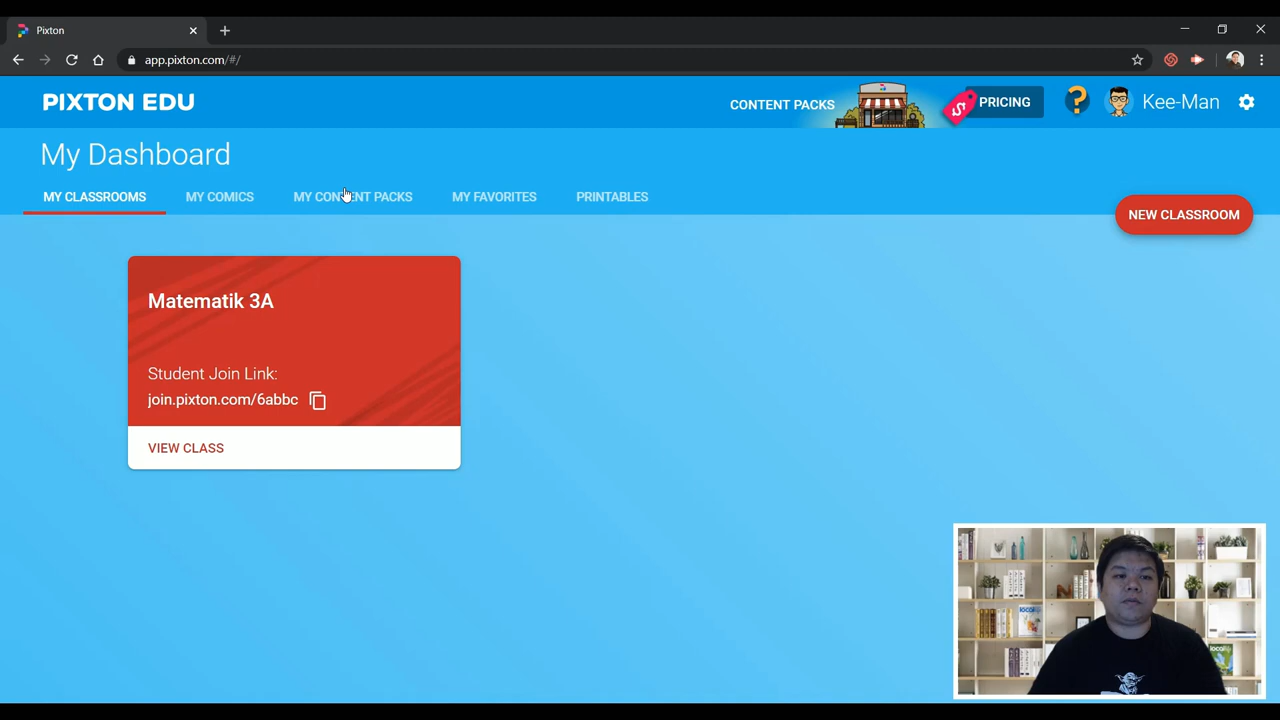 Pixton
app.pixton.com/#/
PIXTON EDU
CONTENT PACKS
PRICING
Kee-Man
My Dashboard
MY CLASSROOMS
MY COMICS
MY CONTENT PACKS
MY FAVORITES
PRINTABLES
NEW CLASSROOM
Matematik 3A
Student Join Link:
join.pixton.com/6abbc
VIEW CLASS